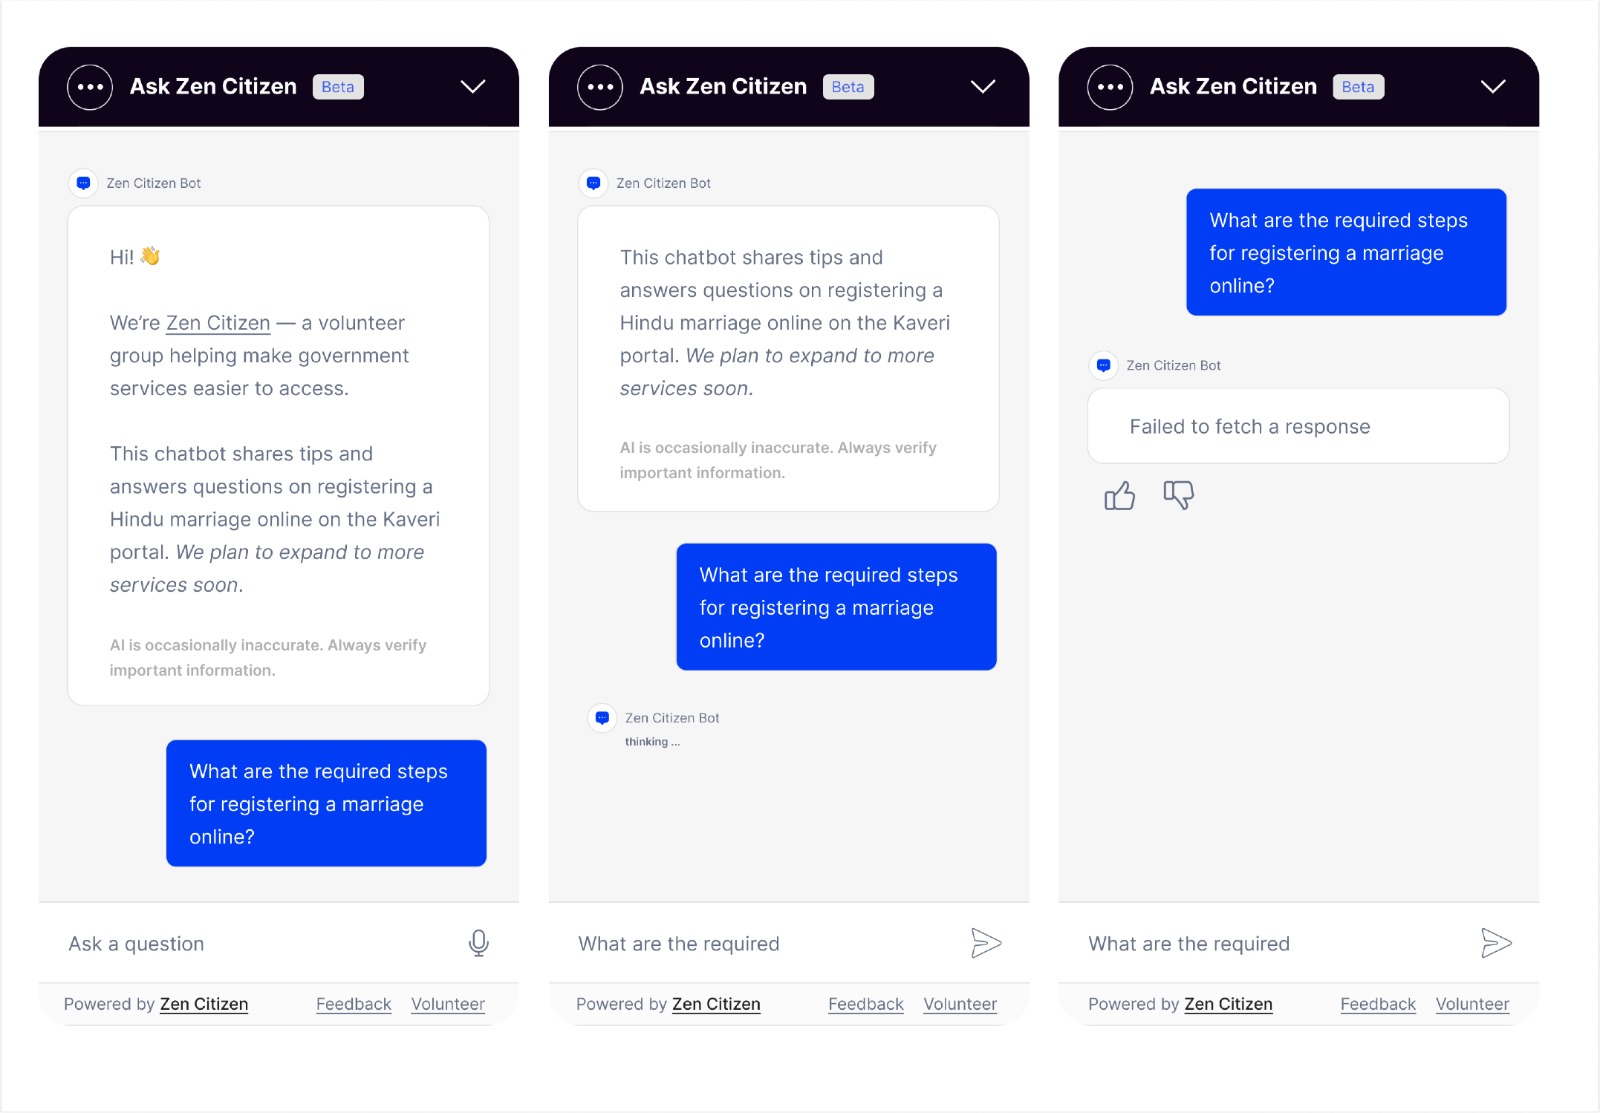 Ask Zen Citizen Beta
Zen Citizen Bot
Hi! 👋
We’re Zen Citizen — a volunteer
group helping make government
services easier to access.
This chatbot shares tips and
answers questions on registering a
Hindu marriage online on the Kaveri
portal. We plan to expand to more
services soon.
AI is occasionally inaccurate. Always verify
important information.
What are the required steps
for registering a marriage
online?
Ask a question
Powered by Zen Citizen Feedback Volunteer
Ask Zen Citizen Beta
Zen Citizen Bot
This chatbot shares tips and
answers questions on registering a
Hindu marriage online on the Kaveri
portal. We plan to expand to more
services soon.
AI is occasionally inaccurate. Always verify
important information.
What are the required steps
for registering a marriage
online?
Zen Citizen Bot
thinking ...
What are the required
Powered by Zen Citizen Feedback Volunteer
Ask Zen Citizen Beta
What are the required steps
for registering a marriage
online?
Zen Citizen Bot
Failed to fetch a response
What are the required
Powered by Zen Citizen Feedback Volunteer